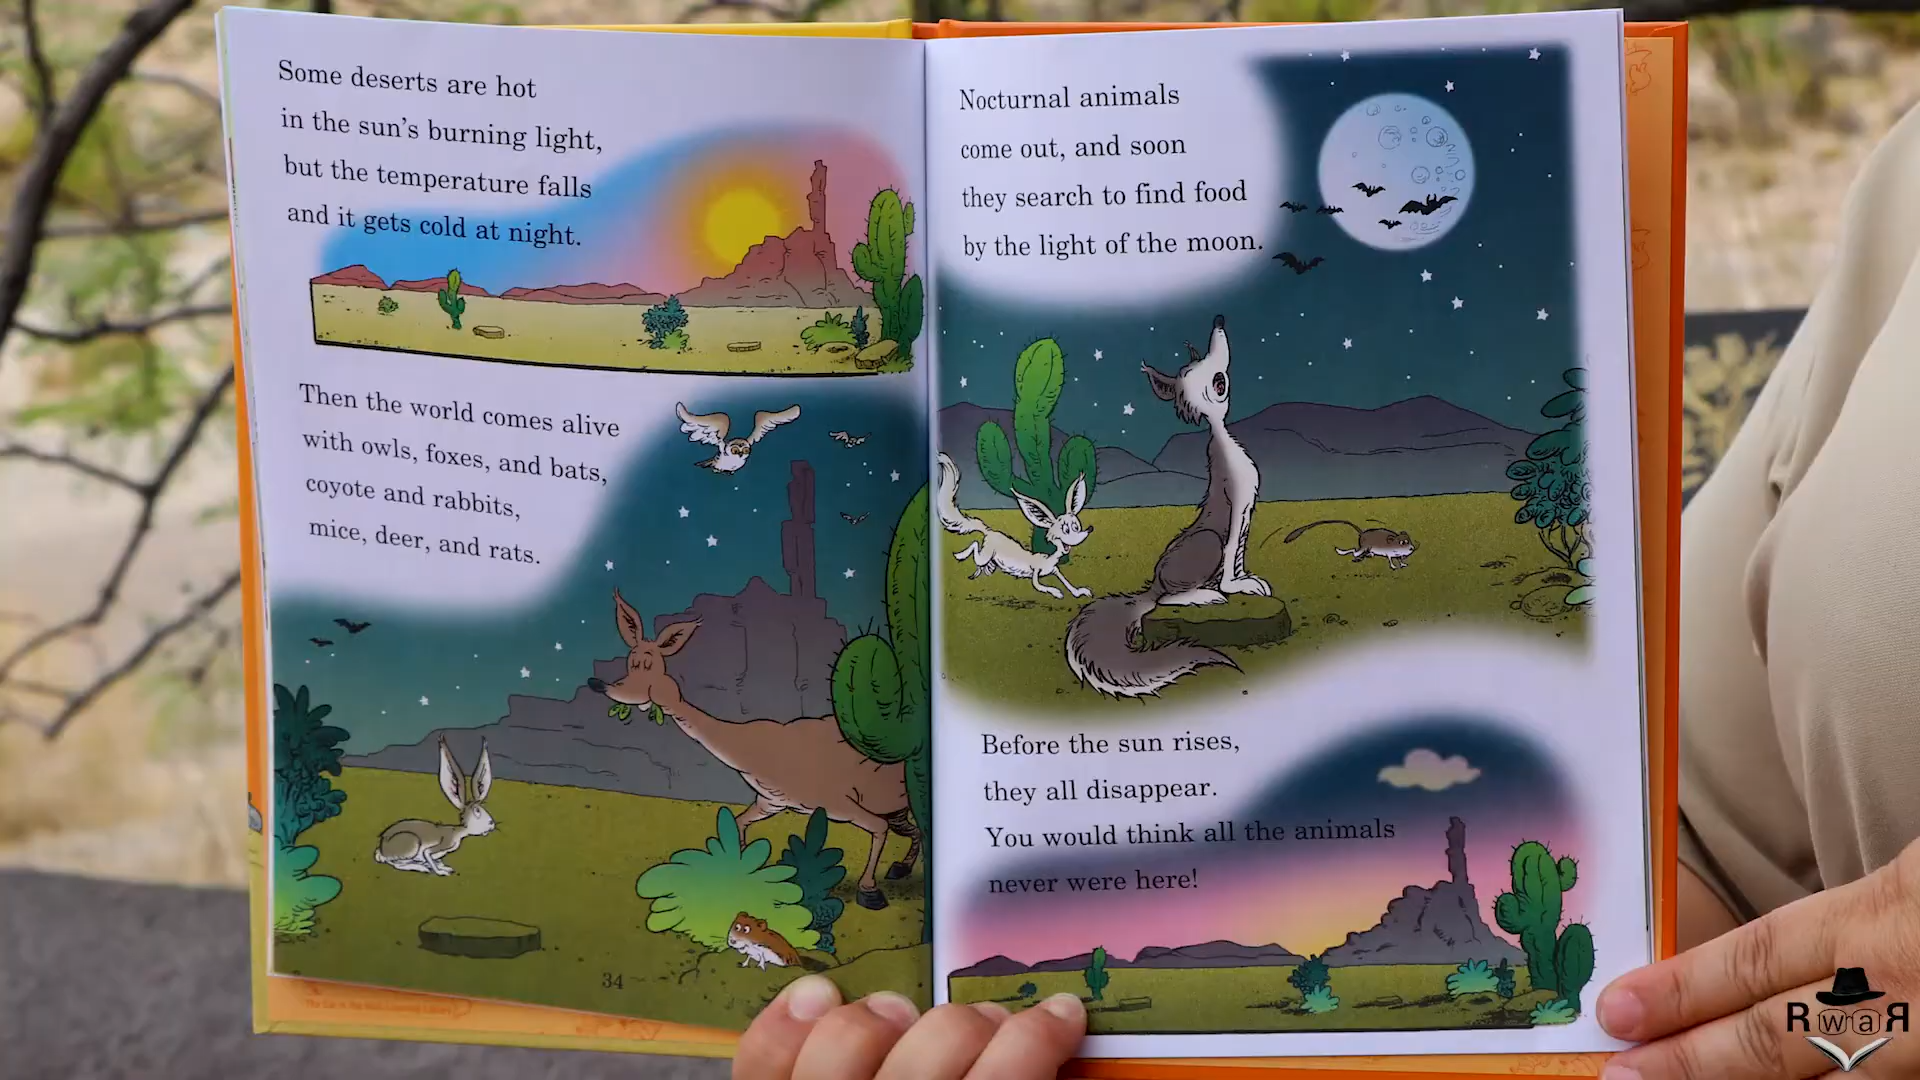 Some deserts are hot
in the sun's burning light,
but the temperature falls
and it gets cold at night.
Then the world comes alive
with owls, foxes, and bats,
coyote and rabbits,
mice, deer, and rats.
34
Nocturnal animals
come out, and soon
they search to find food
by the light of the moon.
Before the sun rises,
they all disappear.
You would think all the animals
never were here!
RwaR